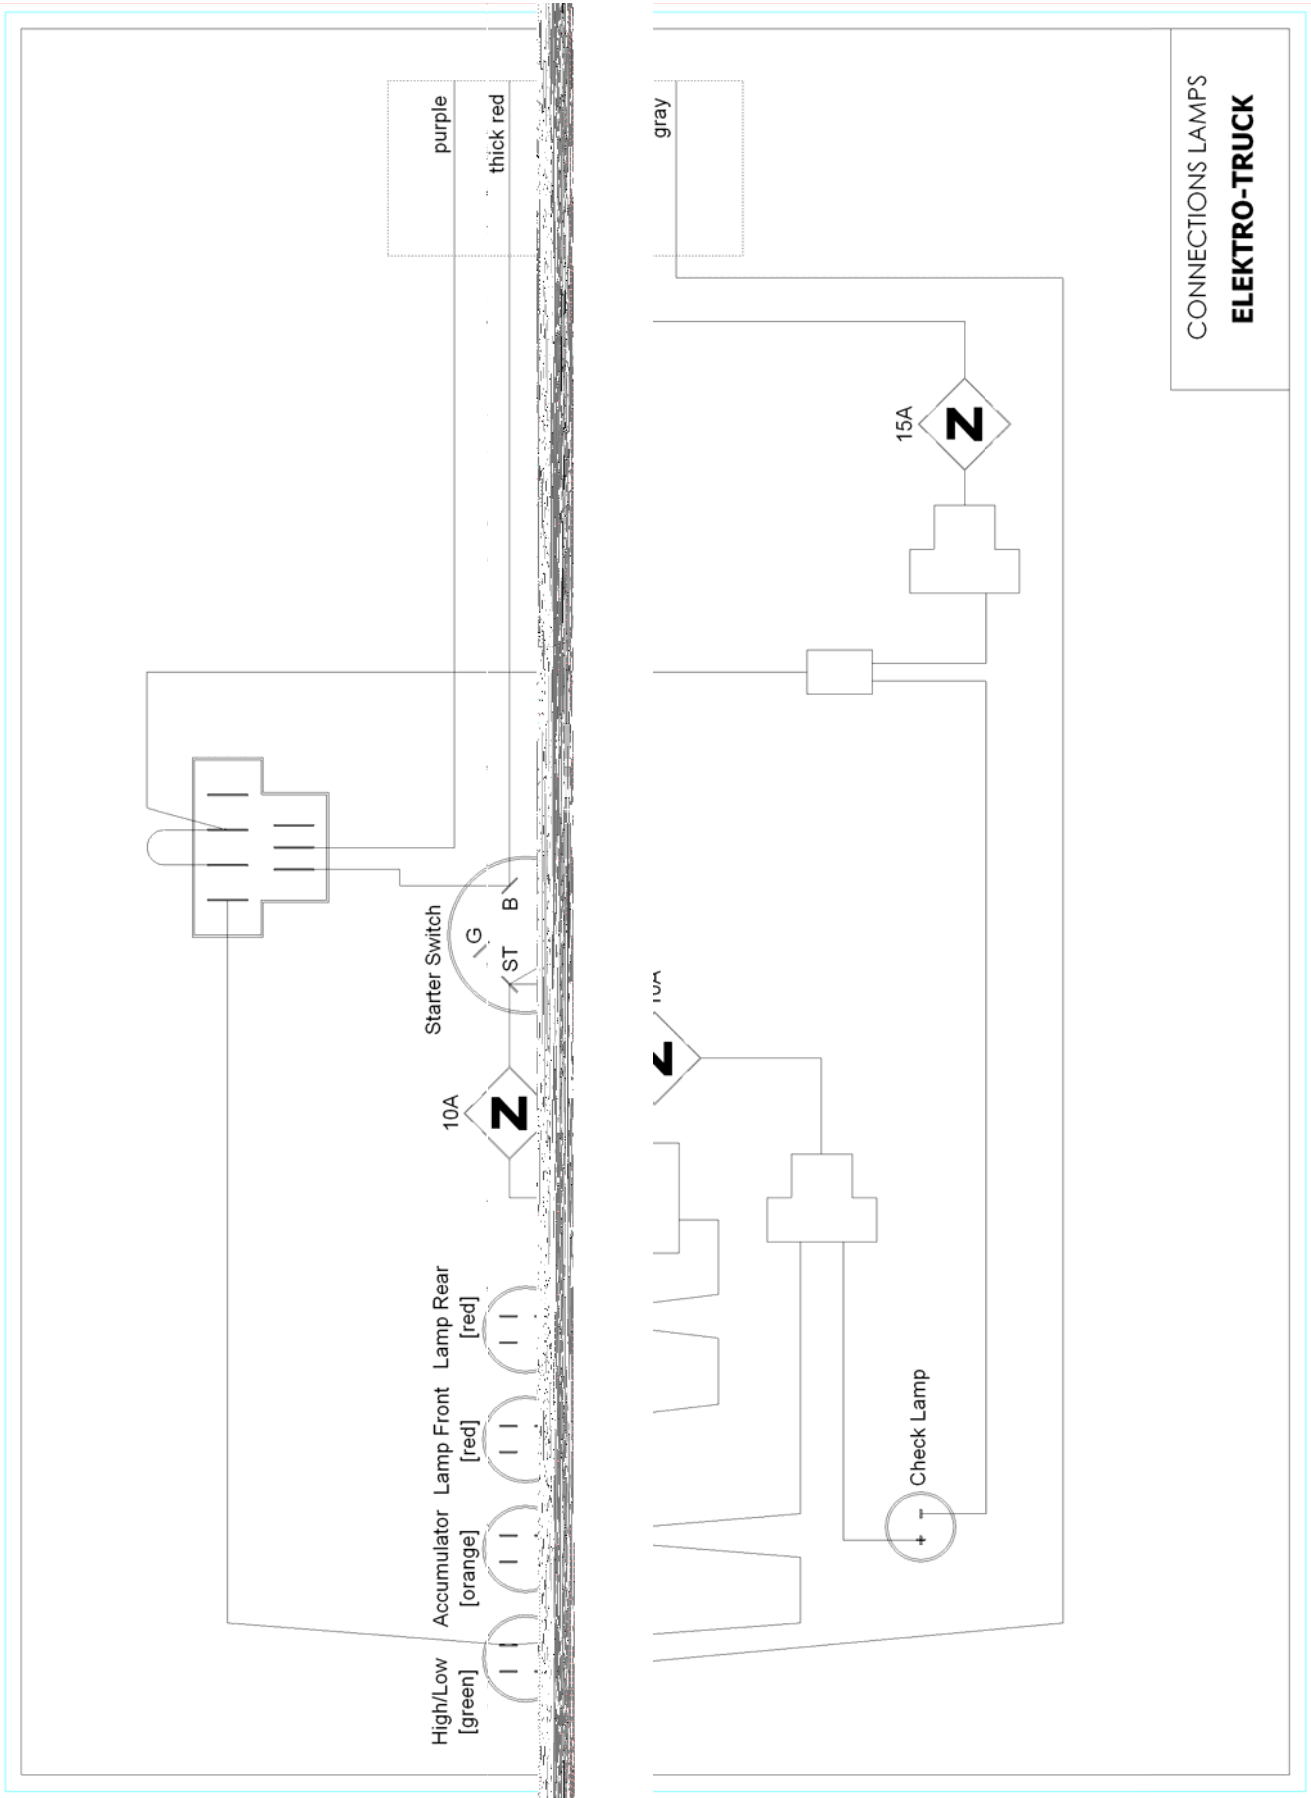 purple
thick red
gray
CONNECTIONS LAMPS
ELEKTRO-TRUCK
15A
Z
Starter Switch
G
B
ST
10A
Z
Lamp Rear
[red]
Lamp Front
[red]
Accumulator
[orange]
High/Low
[green]
Check Lamp
+
-